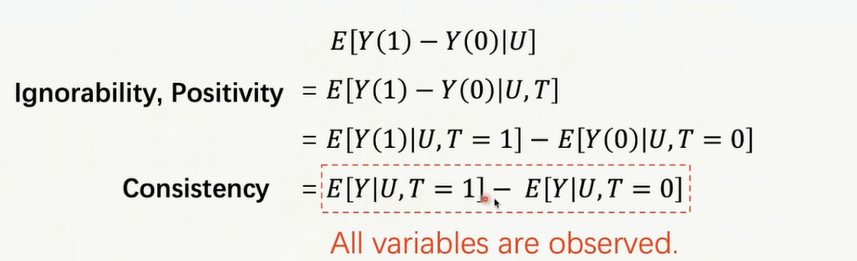 E[Y(1) − Y(0)|U]
Ignorability, Positivity = E[Y(1) − Y(0)|U, T]
= E[Y(1)|U, T = 1] − E[Y(0)|U, T = 0]
Consistency = E[Y|U, T = 1] − E[Y|U, T = 0]
All variables are observed.